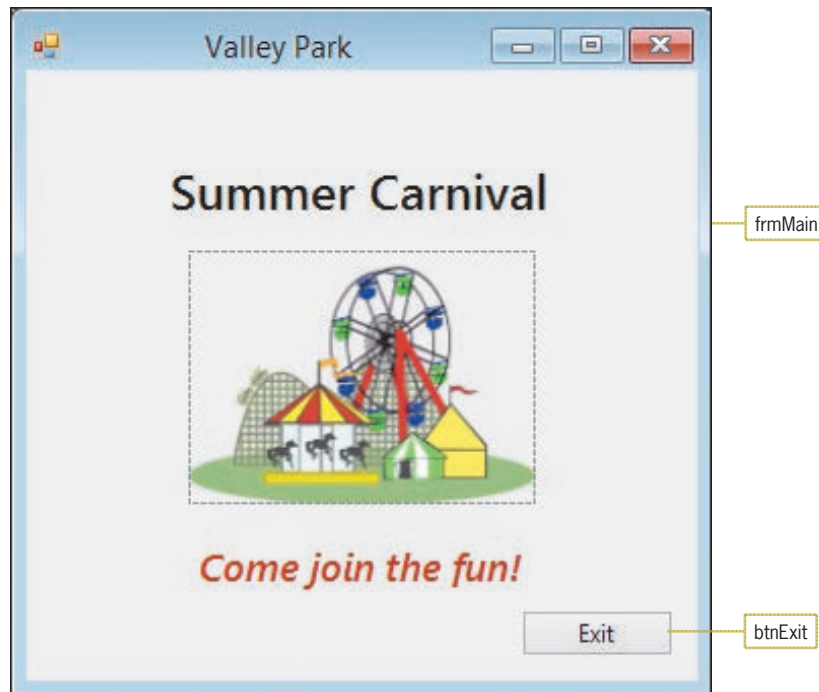 Valley Park
Summer Carnival
frmMain
Come join the fun!
Exit
btnExit